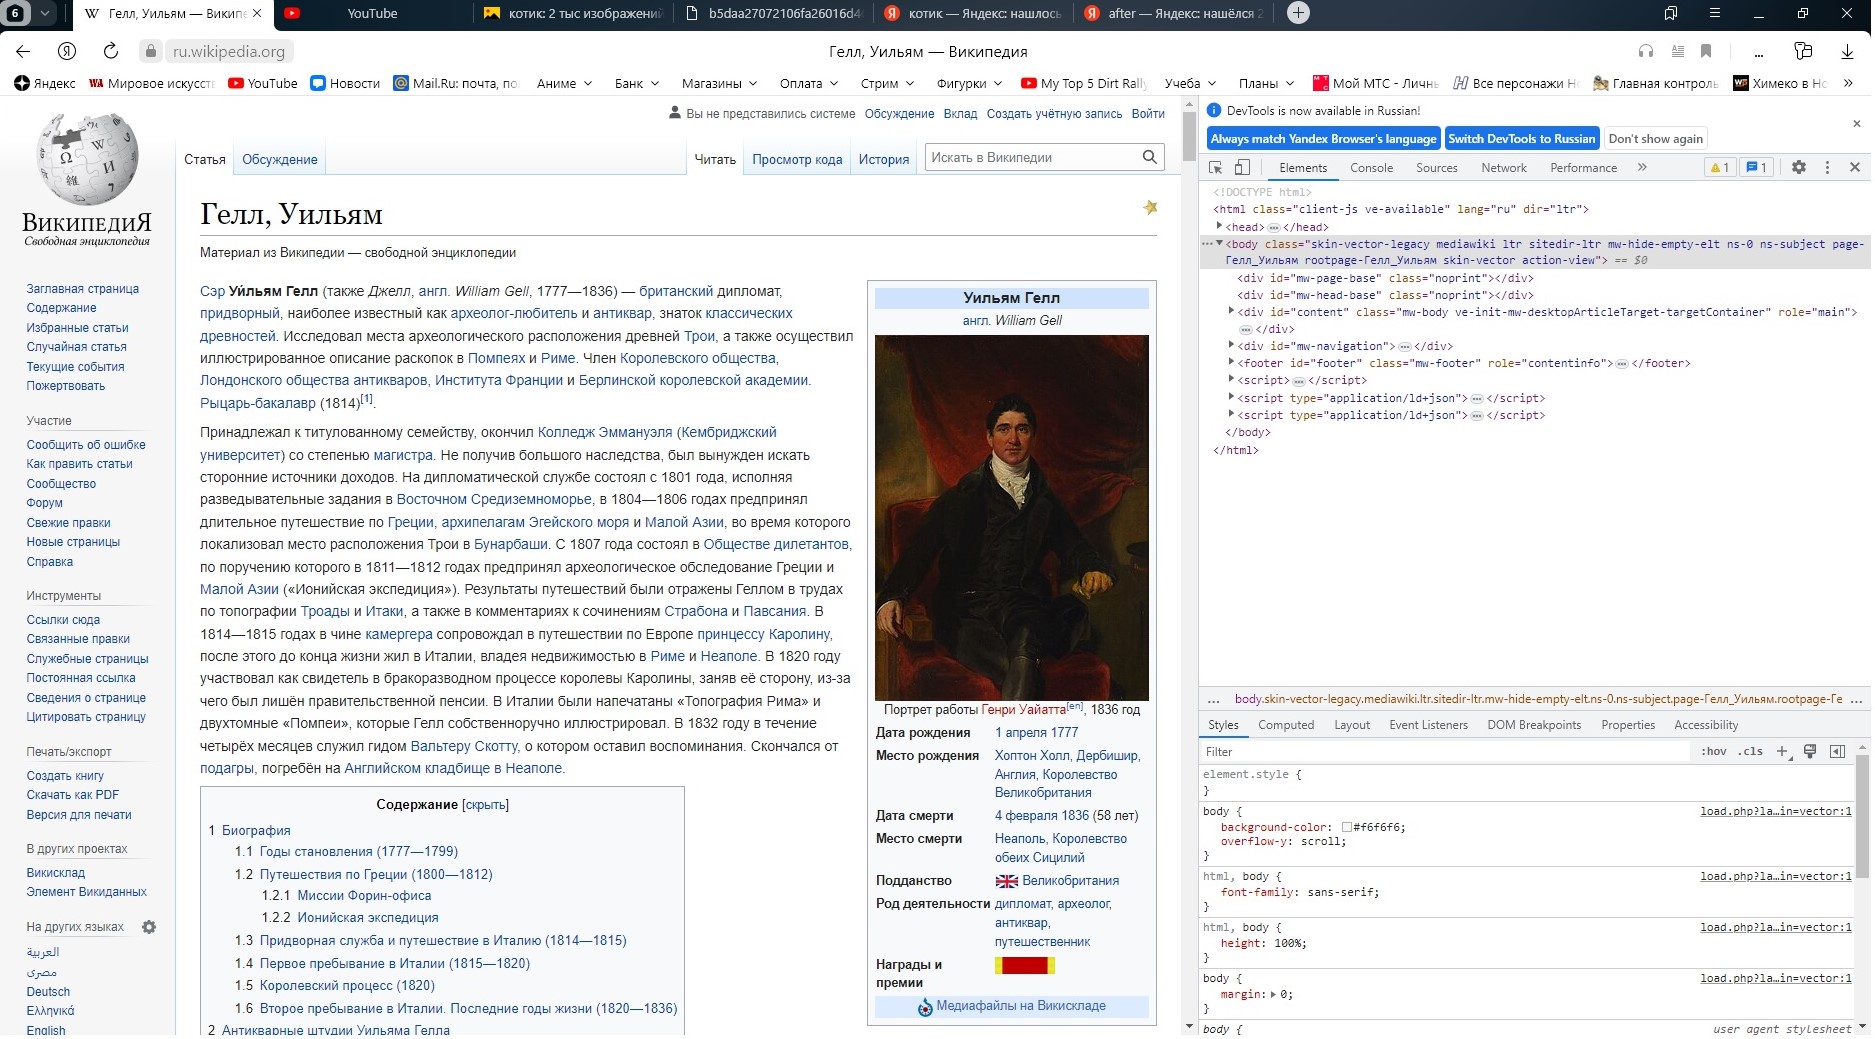 6
Гелл, Уильям — Викип
YouTube
котик: 2 тыс изображений
b5daa27072106fa26016d4
котик — Яндекс: нашлось
after — Яндекс: нашёлся 2
ru.wikipedia.org
Гелл, Уильям — Википедия
Яндекс
Мировое искусст
YouTube
Новости
Mail.Ru: почта, по
Аниме
Банк
Магазины
Оплата
Стрим
Фигурки
My Top 5 Dirt Rally
Учеба
Планы
Мой МТС - Личн
Все персонажи Но
Главная контроль
Химеко в Но
ВикипедиЯ
Свободная энциклопедия
Заглавная страница
Содержание
Избранные статьи
Случайная статья
Текущие события
Пожертвовать
Участие
Сообщить об ошибке
Как править статьи
Сообщество
Форум
Свежие правки
Новые страницы
Справка
Инструменты
Ссылки сюда
Связанные правки
Служебные страницы
Постоянная ссылка
Сведения о странице
Цитировать страницу
Печать/экспорт
Создать книгу
Скачать как PDF
Версия для печати
В других проектах
Викисклад
Элемент Викиданных
На других языках
العربية
مصرى
Deutsch
Ελληνικά
English
Вы не представились системе Обсуждение Вклад Создать учётную запись Войти
Статья Обсуждение Читать Просмотр кода История Искать в Википедии
Гелл, Уильям
Материал из Википедии — свободной энциклопедии
Сэр Уи́льям Гелл (также Джелл, англ. William Gell, 1777—1836) — британский дипломат,
придворный, наиболее известный как археолог-любитель и антиквар, знаток классических
древностей. Исследовал места археологического расположения древней Трои, а также осуществил
иллюстрированное описание раскопок в Помпеях и Риме. Член Королевского общества,
Лондонского общества антикваров, Института Франции и Берлинской королевской академии.
Рыцарь-бакалавр (1814)[1].
Принадлежал к титулованному семейству, окончил Колледж Эммануэля (Кембриджский
университет) со степенью магистра. Не получив большого наследства, был вынужден искать
сторонние источники доходов. На дипломатической службе состоял с 1801 года, исполняя
разведывательные задания в Восточном Средиземноморье, в 1804—1806 годах предпринял
длительное путешествие по Греции, архипелагам Эгейского моря и Малой Азии, во время которого
локализовал место расположения Трои в Бунарбаши. С 1807 года состоял в Обществе дилетантов,
по поручению которого в 1811—1812 годах предпринял археологическое обследование Греции и
Малой Азии («Ионийская экспедиция»). Результаты путешествий были отражены Геллом в трудах
по топографии Троады и Итаки, а также в комментариях к сочинениям Страбона и Павсания. В
1814—1815 годах в чине камергера сопровождал в путешествии по Европе принцессу Каролину,
после этого до конца жизни жил в Италии, владея недвижимостью в Риме и Неаполе. В 1820 году
участвовал как свидетель в бракоразводном процессе королевы Каролины, заняв её сторону, из-за
чего был лишён правительственной пенсии. В Италии были напечатаны «Топография Рима» и
двухтомные «Помпеи», которые Гелл собственноручно иллюстрировал. В 1832 году в течение
четырёх месяцев служил гидом Вальтеру Скотту, о котором оставил воспоминания. Скончался от
подагры, погребён на Английском кладбище в Неаполе.
Содержание [скрыть]
1 Биография
1.1 Годы становления (1777—1799)
1.2 Путешествия по Греции (1800—1812)
1.2.1 Миссии Форин-офиса
1.2.2 Ионийская экспедиция
1.3 Придворная служба и путешествие в Италию (1814—1815)
1.4 Первое пребывание в Италии (1815—1820)
1.5 Королевский процесс (1820)
1.6 Второе пребывание в Италии. Последние годы жизни (1820—1836)
2 Антикварные штудии Уильяма Гелла
Уильям Гелл
англ. William Gell
Портрет работы Генри Уайатта[en], 1836 год
Дата рождения 1 апреля 1777
Место рождения Хоптон Холл, Дербишир,
Англия, Королевство
Великобритания
Дата смерти 4 февраля 1836 (58 лет)
Место смерти Неаполь, Королевство
обеих Сицилий
Подданство Великобритания
Род деятельности дипломат, археолог,
антиквар,
путешественник
Награды и
премии
Медиафайлы на Викискладе
DevTools is now available in Russian!
Always match Yandex Browser's language Switch DevTools to Russian Don't show again
Elements Console Sources Network Performance » 1 1
<!DOCTYPE html>
<html class="client-js ve-available" lang="ru" dir="ltr">
<head>…</head>
<body class="skin-vector-legacy mediawiki ltr sitedir-ltr mw-hide-empty-elt ns-0 ns-subject page-
Гелл_Уильям rootpage-Гелл_Уильям skin-vector action-view"> == $0
<div id="mw-page-base" class="noprint"></div>
<div id="mw-head-base" class="noprint"></div>
<div id="content" class="mw-body ve-init-mw-desktopArticleTarget-targetContainer" role="main">
…</div>
<div id="mw-navigation">…</div>
<footer id="footer" class="mw-footer" role="contentinfo">…</footer>
<script>…</script>
<script type="application/ld+json">…</script>
<script type="application/ld+json">…</script>
</body>
</html>
… body.skin-vector-legacy.mediawiki.ltr.sitedir-ltr.mw-hide-empty-elt.ns-0.ns-subject.page-Гелл_Уильям.rootpage-Ге …
Styles Computed Layout Event Listeners DOM Breakpoints Properties Accessibility
Filter :hov .cls +
element.style {
}
body { load.php?la…in=vector:1
background-color: #f6f6f6;
overflow-y: scroll;
}
html, body { load.php?la…in=vector:1
font-family: sans-serif;
}
html, body { load.php?la…in=vector:1
height: 100%;
}
body { load.php?la…in=vector:1
margin: 0;
}
body { user agent stylesheet